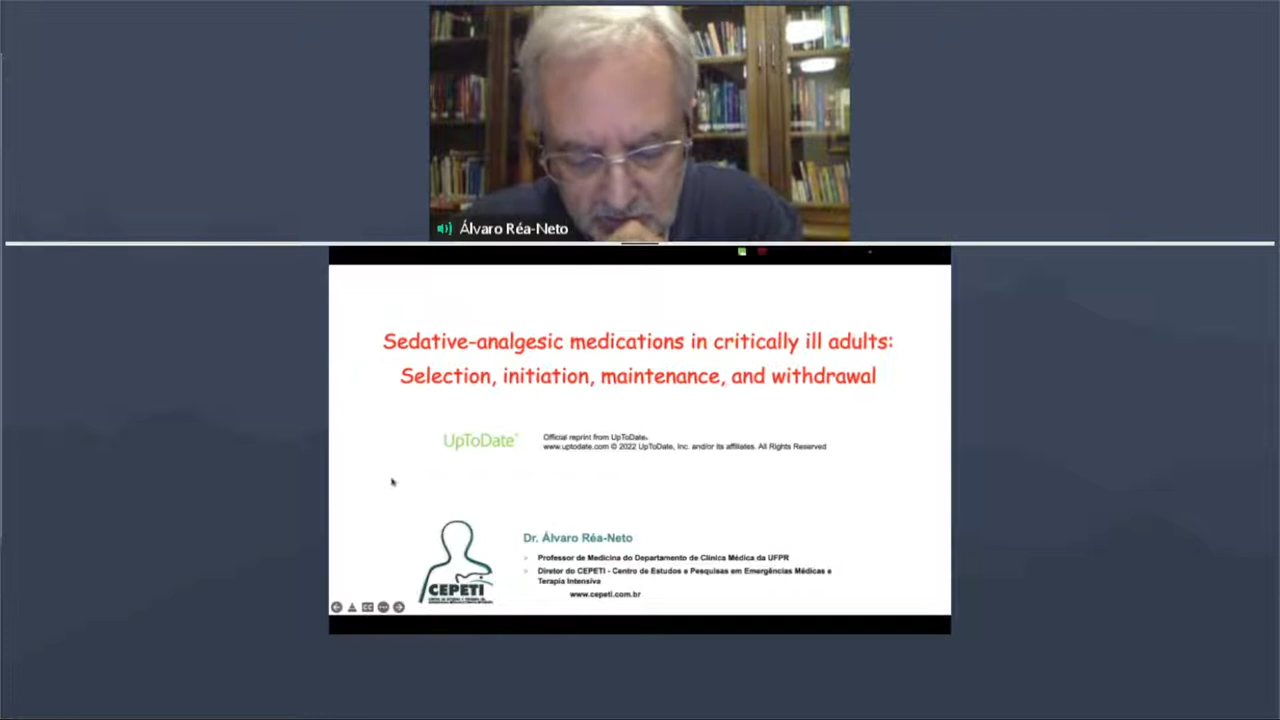 Álvaro Réa-Neto
Sedative-analgesic medications in critically ill adults:
Selection, initiation, maintenance, and withdrawal
UpToDate®
Official reprint from UpToDate®
www.uptodate.com © 2022 UpToDate, Inc. and/or its affiliates. All Rights Reserved
Dr. Álvaro Réa-Neto
Professor de Medicina do Departamento de Clínica Médica da UFPR
Diretor do CEPETI - Centro de Estudos e Pesquisas em Emergências Médicas e
Terapia Intensiva
www.cepeti.com.br
CEPETI
CC